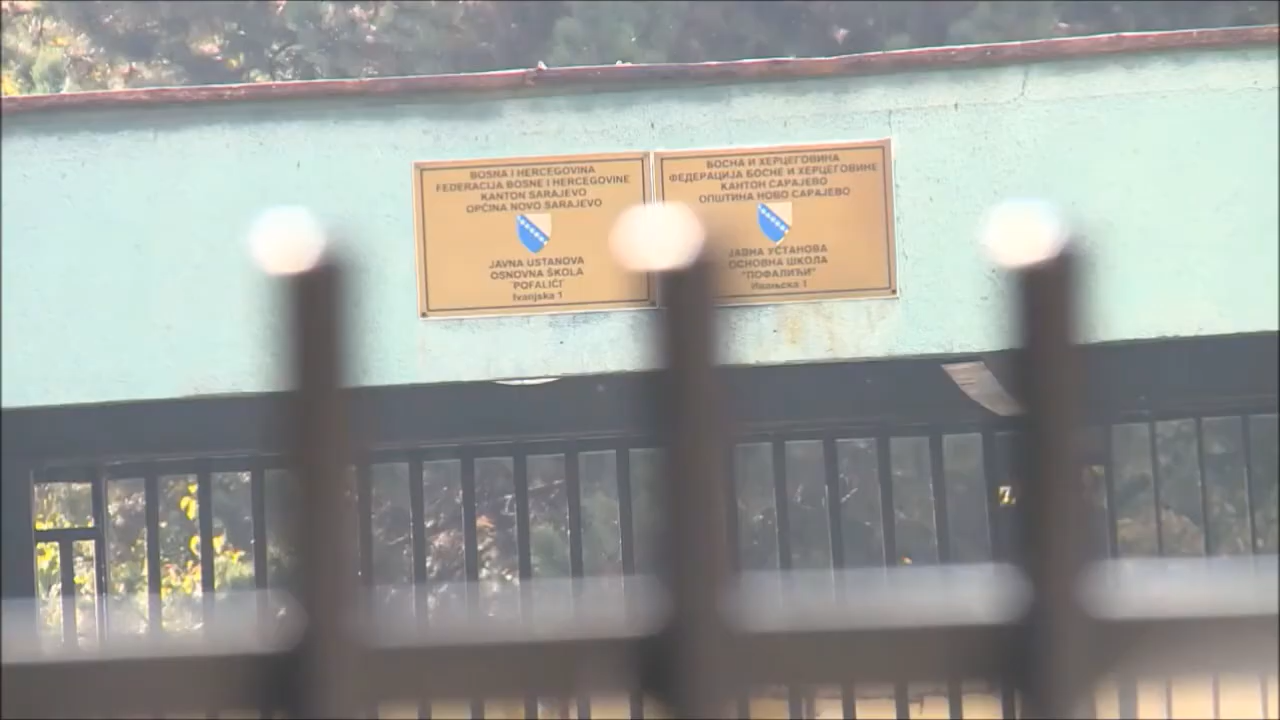 BOSNA I HERCEGOVINA
FEDERACIJA BOSNE I HERCEGOVINE
KANTON SARAJEVO
OPĆINA NOVO SARAJEVO
JAVNA USTANOVA
OSNOVNA ŠKOLA
"POFALIĆI"
Ivanjska 1
БОСНА И ХЕРЦЕГОВИНА
ФЕДЕРАЦИЈА БОСНЕ И ХЕРЦЕГОВИНЕ
КАНТОН САРАЈЕВО
ОПШТИНА НОВО САРАЈЕВО
ЈАВНА УСТАНОВА
ОСНОВНА ШКОЛА
"ПОФАЛИЋИ"
Ивањска 1